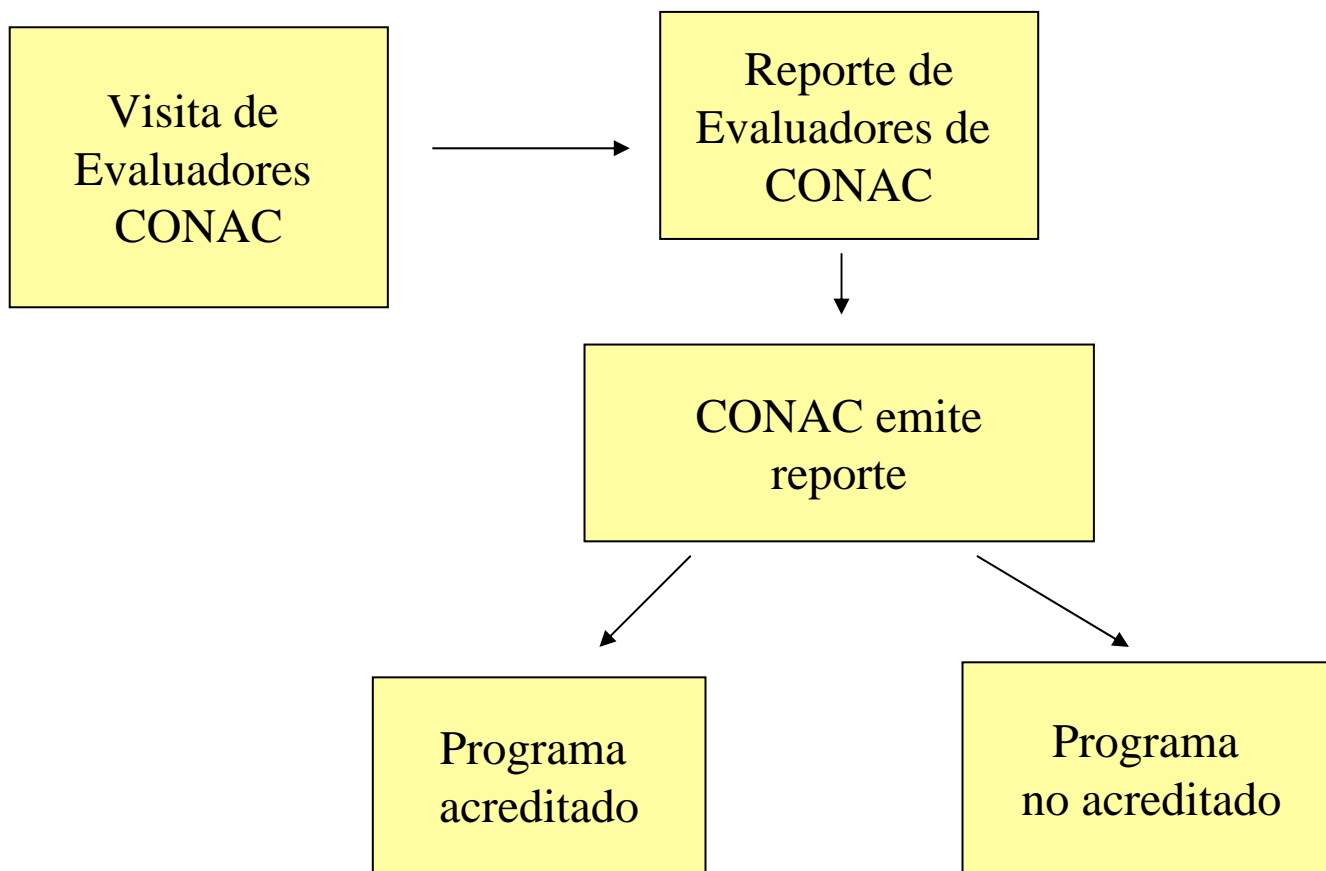 Visita de
Evaluadores
CONAC
Reporte de
Evaluadores de
CONAC
CONAC emite
reporte
Programa
acreditado
Programa
no acreditado